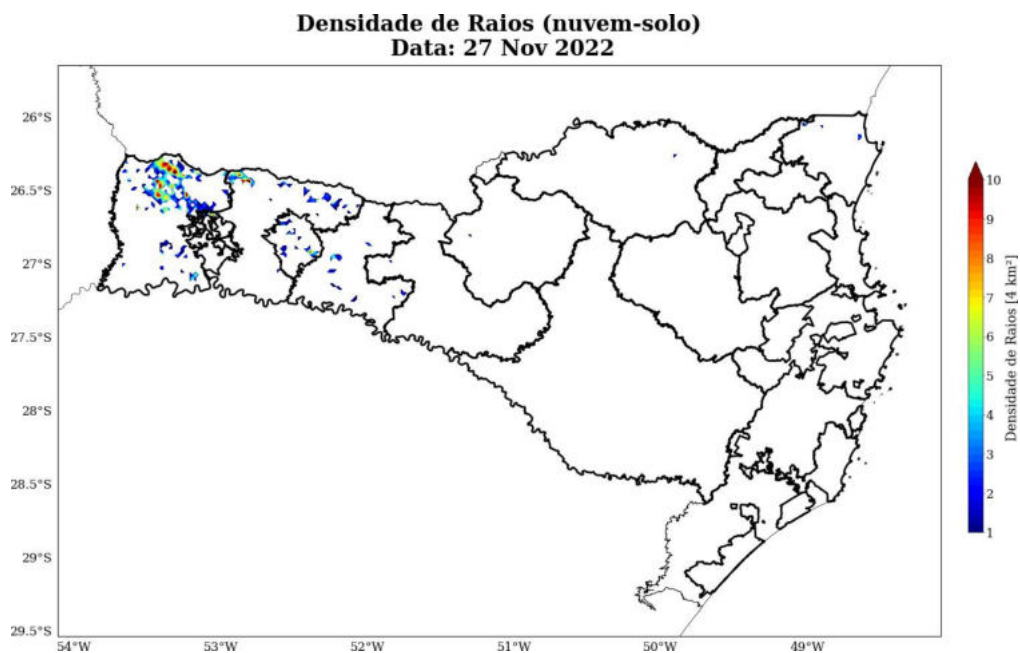 Densidade de Raios (nuvem-solo)
Data: 27 Nov 2022
26°S
26.5°S
27°S
27.5°S
28°S
28.5°S
29°S
29.5°S
54°W
53°W
52°W
51°W
50°W
49°W
10
9
8
7
6
5
4
3
2
1
Densidade de Raios [4 km²]